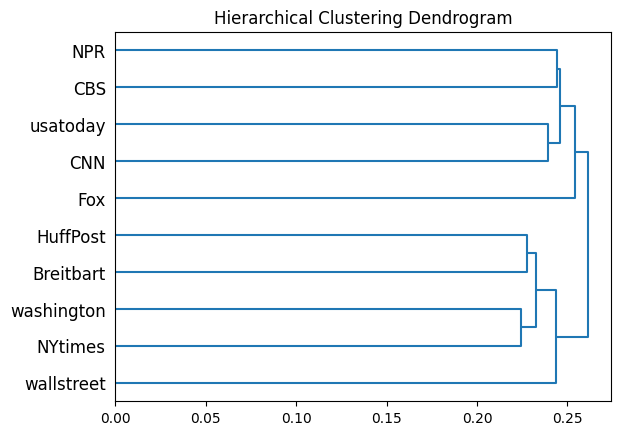 Hierarchical Clustering Dendrogram
NPR
CBS
usatoday
CNN
Fox
HuffPost
Breitbart
washington
NYtimes
wallstreet
0.00 0.05 0.10 0.15 0.20 0.25